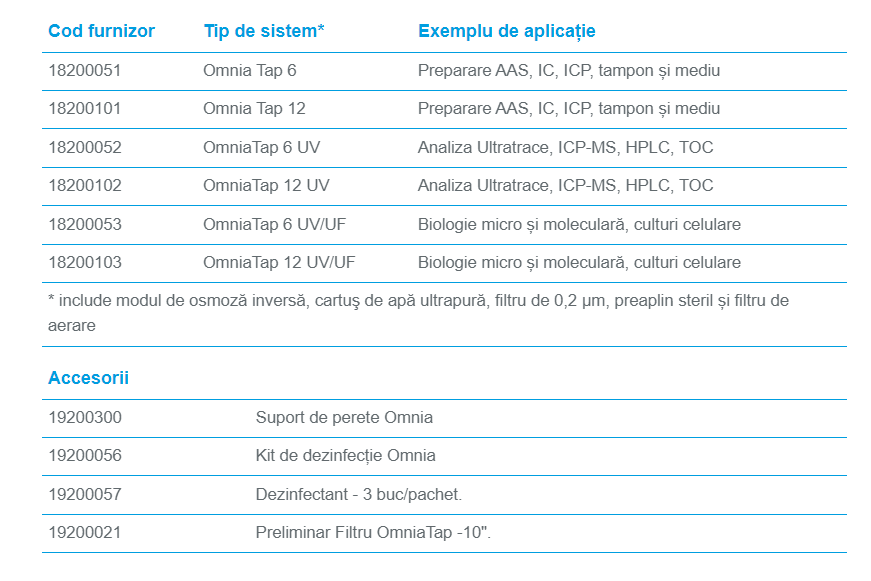 Cod furnizor Tip de sistem* Exemplu de aplicație
18200051 Omnia Tap 6 Preparare AAS, IC, ICP, tampon și mediu
18200101 Omnia Tap 12 Preparare AAS, IC, ICP, tampon și mediu
18200052 OmniaTap 6 UV Analiza Ultratrace, ICP-MS, HPLC, TOC
18200102 OmniaTap 12 UV Analiza Ultratrace, ICP-MS, HPLC, TOC
18200053 OmniaTap 6 UV/UF Biologie micro și moleculară, culturi celulare
18200103 OmniaTap 12 UV/UF Biologie micro și moleculară, culturi celulare
* include modul de osmoză inversă, cartuş de apă ultrapură, filtru de 0,2 µm, preaplin steril și filtru de
aerare
Accesorii
19200300 Suport de perete Omnia
19200056 Kit de dezinfecție Omnia
19200057 Dezinfectant - 3 buc/pachet.
19200021 Preliminar Filtru OmniaTap -10".